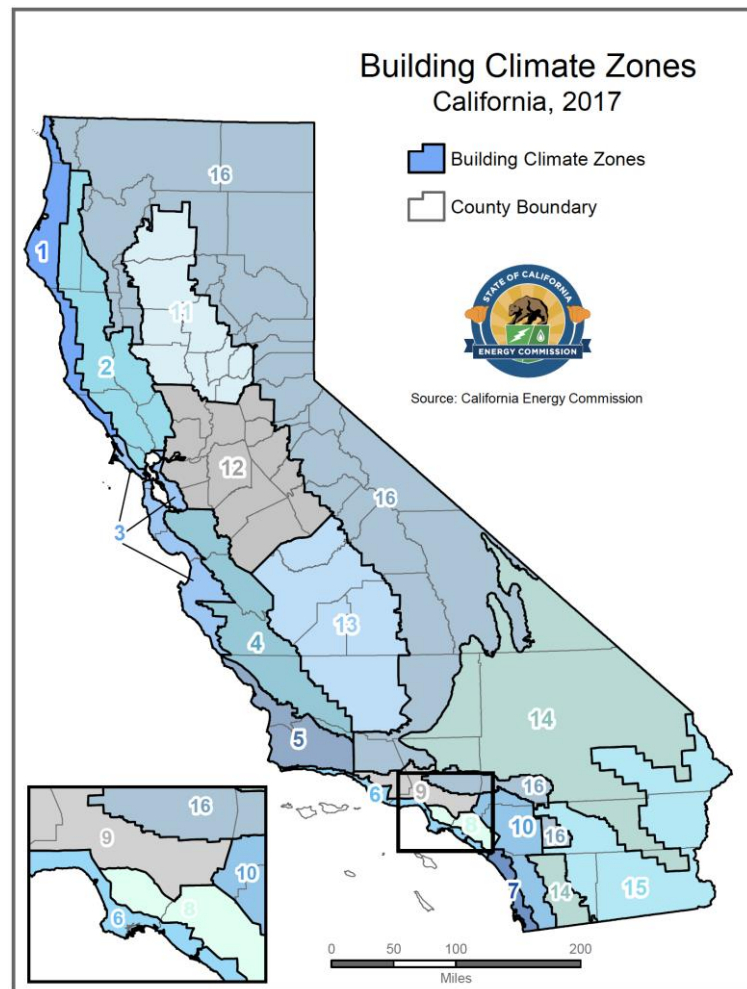 Building Climate Zones
California, 2017
Building Climate Zones
County Boundary
STATE OF CALIFORNIA
ENERGY COMMISSION
Source: California Energy Commission
16
1
11
2
12
16
3
13
4
14
5
16
9
6
8
10
16
7
14
15
16
9
10
8
6
0 50 100 200
Miles